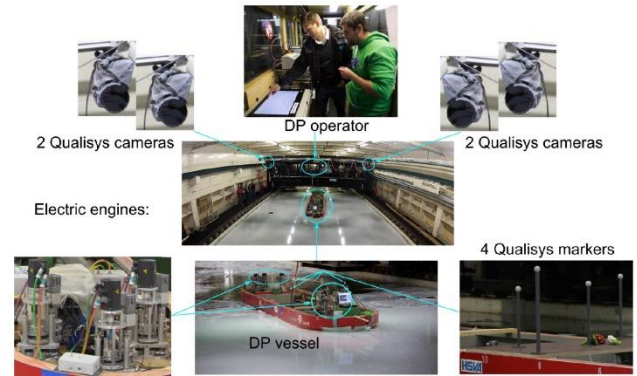 DP operator
2 Qualisys cameras
2 Qualisys cameras
Electric engines:
4 Qualisys markers
DP vessel
HSVA